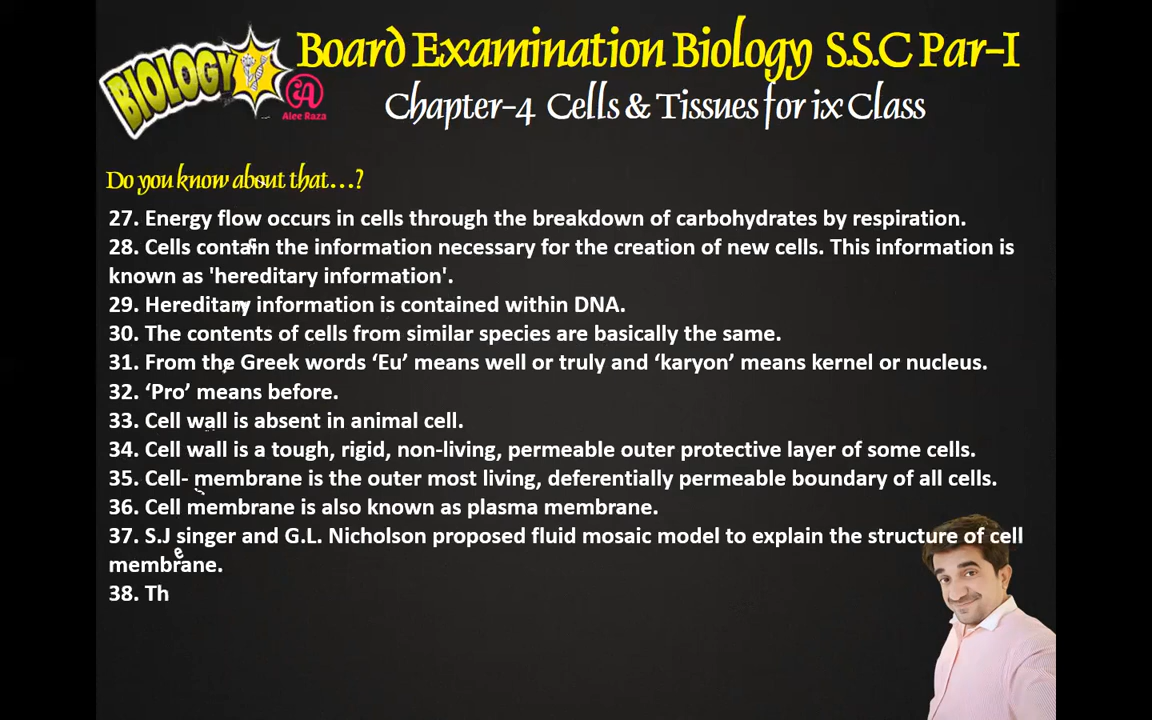 BIOLOGY
Alee Raza
Board Examination Biology S.S.C Par-I
Chapter-4 Cells & Tissues for ix Class
Do you know about that...?
27. Energy flow occurs in cells through the breakdown of carbohydrates by respiration.
28. Cells contain the information necessary for the creation of new cells. This information is
known as 'hereditary information'.
29. Hereditary information is contained within DNA.
30. The contents of cells from similar species are basically the same.
31. From the Greek words ‘Eu’ means well or truly and ‘karyon’ means kernel or nucleus.
32. ‘Pro’ means before.
33. Cell wall is absent in animal cell.
34. Cell wall is a tough, rigid, non-living, permeable outer protective layer of some cells.
35. Cell- membrane is the outer most living, deferentially permeable boundary of all cells.
36. Cell membrane is also known as plasma membrane.
37. S.J singer and G.L. Nicholson proposed fluid mosaic model to explain the structure of cell
membrane.
38. Th